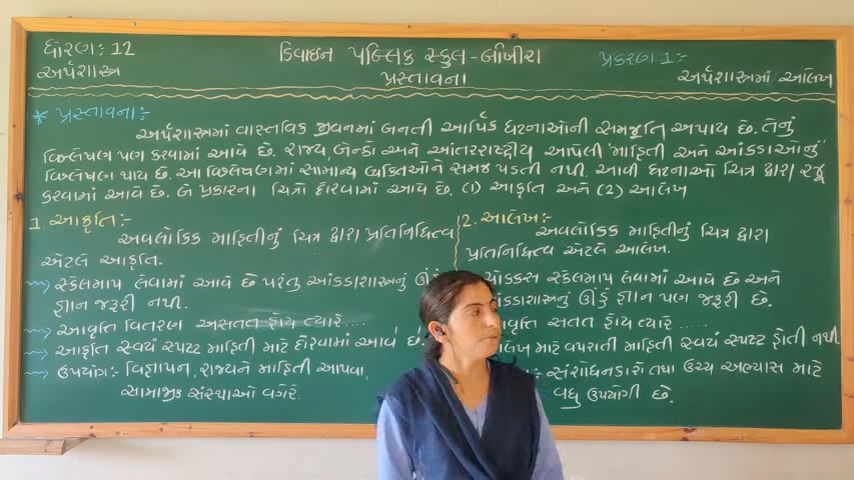 ધોરણ: 12
ડિવાઇન પબ્લિક સ્કુલ - લીંબીચા
પ્રકરણ 1:-
અર્થશાસ્ત્ર
પ્રસ્તાવના
અર્થશાસ્ત્રમાં આલેખ
* પ્રસ્તાવના:-
અર્થશાસ્ત્રમાં વાસ્તવિક જીવનમાં બનતી આર્થિક ઘટનાઓની સમજૂતિ અપાય છે. તેનું
વિશ્લેષણ પણ કરવામાં આવે છે. રાજ્ય, બેન્કો અને આંતરરાષ્ટ્રીય આપેલી 'માહિતી અને આંકડાઓનું'
વિશ્લેષણ થાય છે. આ વિશ્લેષણમાં સામાન્ય વ્યક્તિઓને સમજ પડતી નથી. આવી ઘટનાઓ ચિત્ર દ્વારા રજૂ
કરવામાં આવે છે. બે પ્રકારના ચિત્રો દોરવામાં આવે છે. (1) આકૃતિ અને (2) આલેખ
1. આકૃતિ:-
અવલોકિક માહિતીનું ચિત્ર દ્વારા પ્રતિનિધિત્વ
એટલે આકૃતિ.
સ્કેલમાપ લેવામાં આવે છે પરંતુ આંકડાશાસ્ત્રનું
જ્ઞાન જરૂરી નથી.
આવૃત્તિ વિતરણ અસતત હોય ત્યારે....
આકૃતિ સ્વયં સ્પષ્ટ માહિતી માટે દોરવામાં આવે છે.
ઉપયોગ:- વિજ્ઞાપન, રાજ્યને માહિતી આપવા,
સામાજીક સંસ્થાઓ વગેરે.
2. આલેખ:-
અવલોકિક માહિતીનું ચિત્ર દ્વારા
પ્રતિનિધિત્વ એટલે આલેખ.
ચોક્કસ સ્કેલમાપ લેવામાં આવે છે અને
ઊંડું જ્ઞાન પણ જરૂરી છે.
સતત હોય ત્યારે .....
માટે વપરાતી માહિતી સ્વયં સ્પષ્ટ હોતી નથી
:- સંશોધનકારો તથા ઉચ્ચ અભ્યાસ માટે
વધુ ઉપયોગી છે.